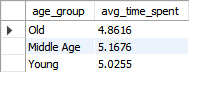 age_group avg_time_spent
Old 4.8616
Middle Age 5.1676
Young 5.0255